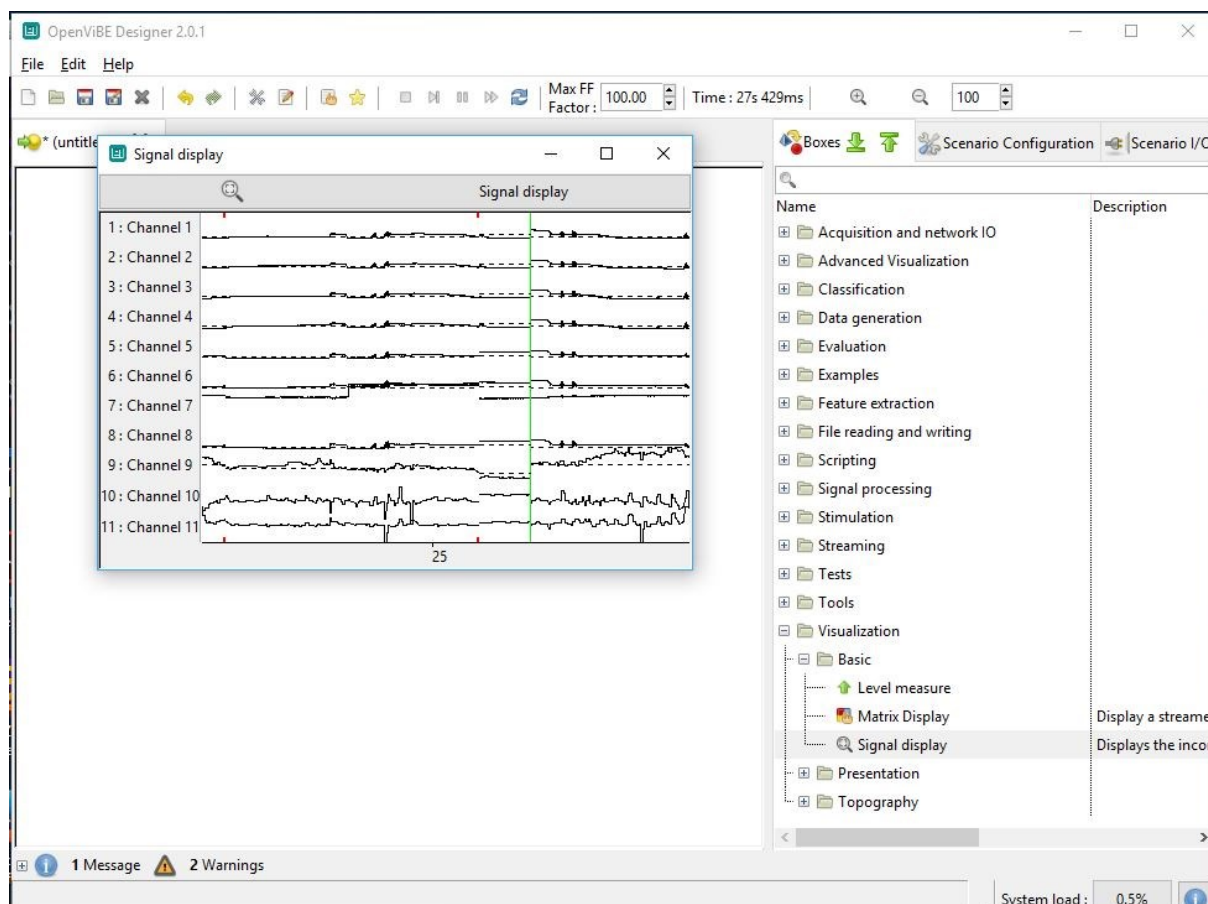 OpenViBE Designer 2.0.1
File Edit Help
Max FF Factor : 100.00 Time : 27s 429ms 100
* (untitle
Boxes Scenario Configuration Scenario I/O
Signal display
Signal display
1 : Channel 1
2 : Channel 2
3 : Channel 3
4 : Channel 4
5 : Channel 5
6 : Channel 6
7 : Channel 7
8 : Channel 8
9 : Channel 9
10 : Channel 10
11 : Channel 11
25
Name Description
Acquisition and network IO
Advanced Visualization
Classification
Data generation
Evaluation
Examples
Feature extraction
File reading and writing
Scripting
Signal processing
Stimulation
Streaming
Tests
Tools
Visualization
Basic
Level measure
Matrix Display Display a streame
Signal display Displays the inco
Presentation
Topography
1 Message 2 Warnings
System load : 0.5%